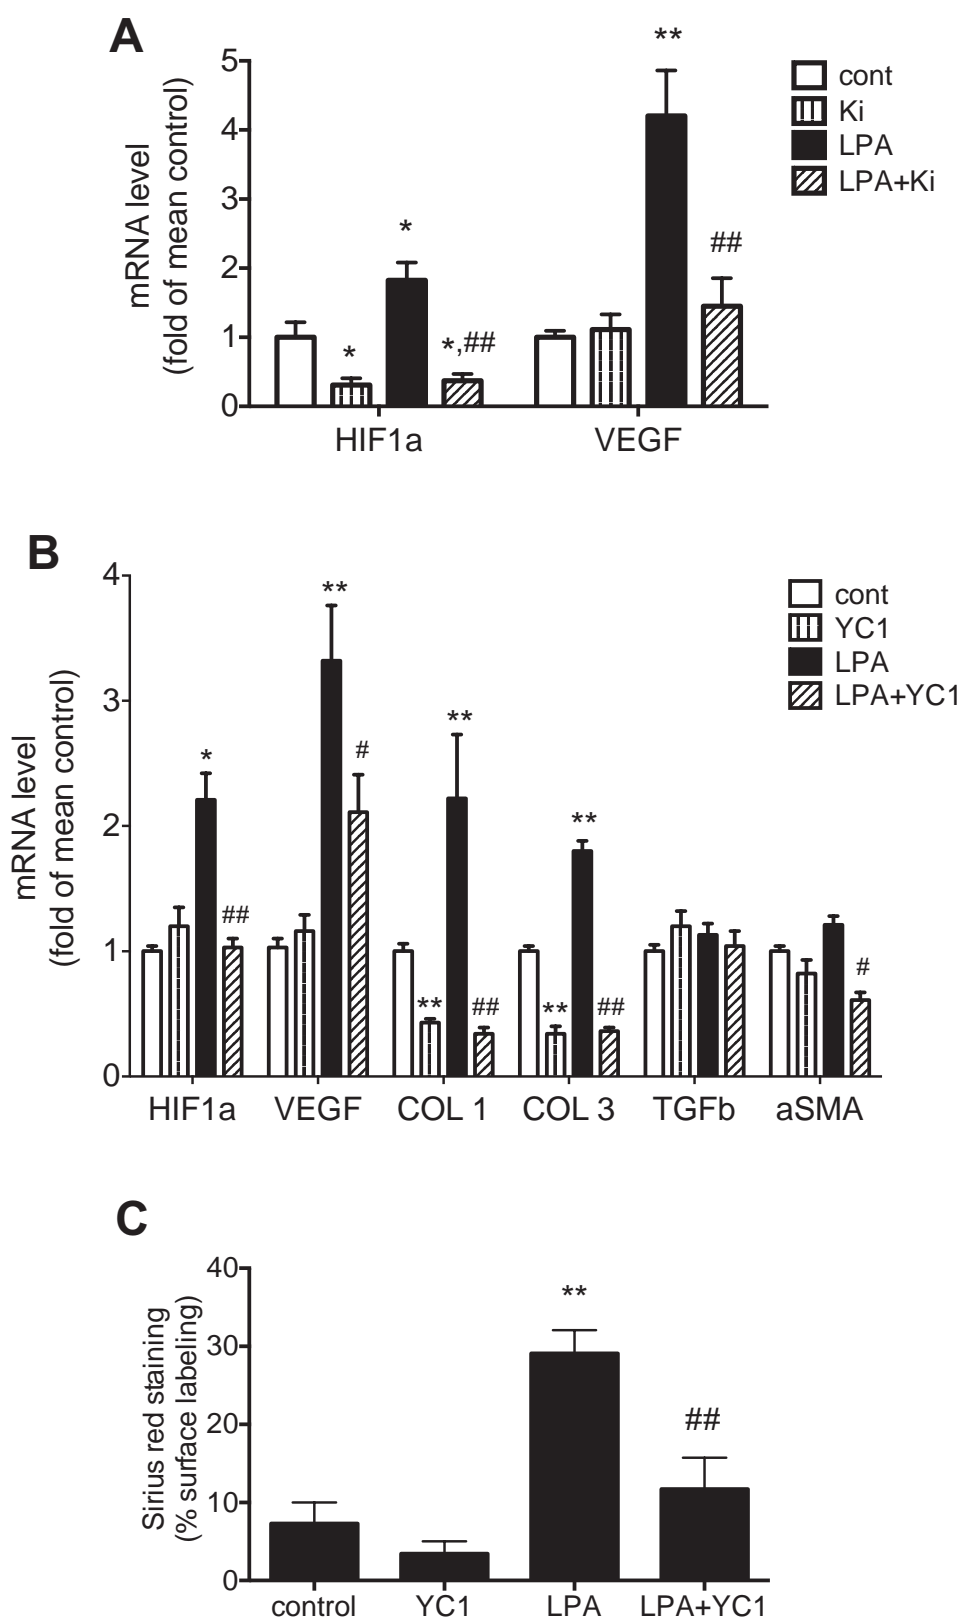 A
mRNA level
(fold of mean control)
5
4
3
2
1
0
*
*
*
*,##
**
##
HIF1a
VEGF
cont
Ki
LPA
LPA+Ki
B
mRNA level
(fold of mean control)
4
3
2
1
0
*
##
**
#
**
**
##
**
**
##
#
HIF1a
VEGF
COL 1
COL 3
TGFb
aSMA
cont
YC1
LPA
LPA+YC1
C
Sirius red staining
(% surface labeling)
40
30
20
10
0
**
##
control
YC1
LPA
LPA+YC1